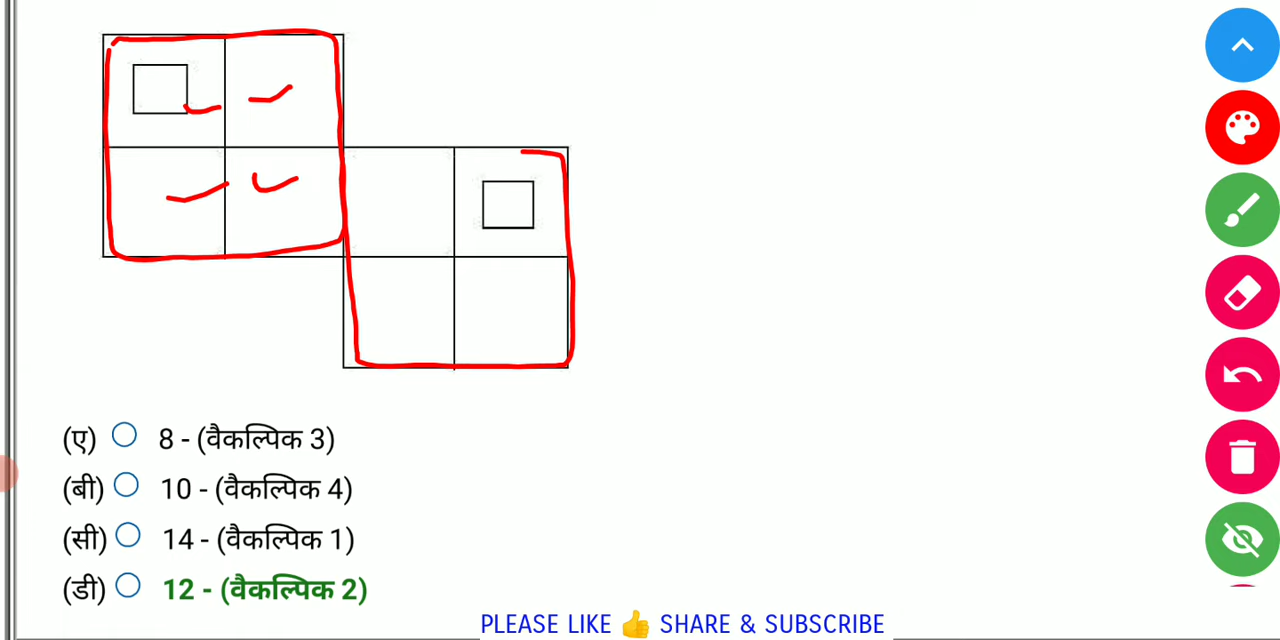 (ए) 8 - (वैकल्पिक 3)
(बी) 10 - (वैकल्पिक 4)
(सी) 14 - (वैकल्पिक 1)
(डी) 12 - (वैकल्पिक 2)
PLEASE LIKE 👍 SHARE & SUBSCRIBE